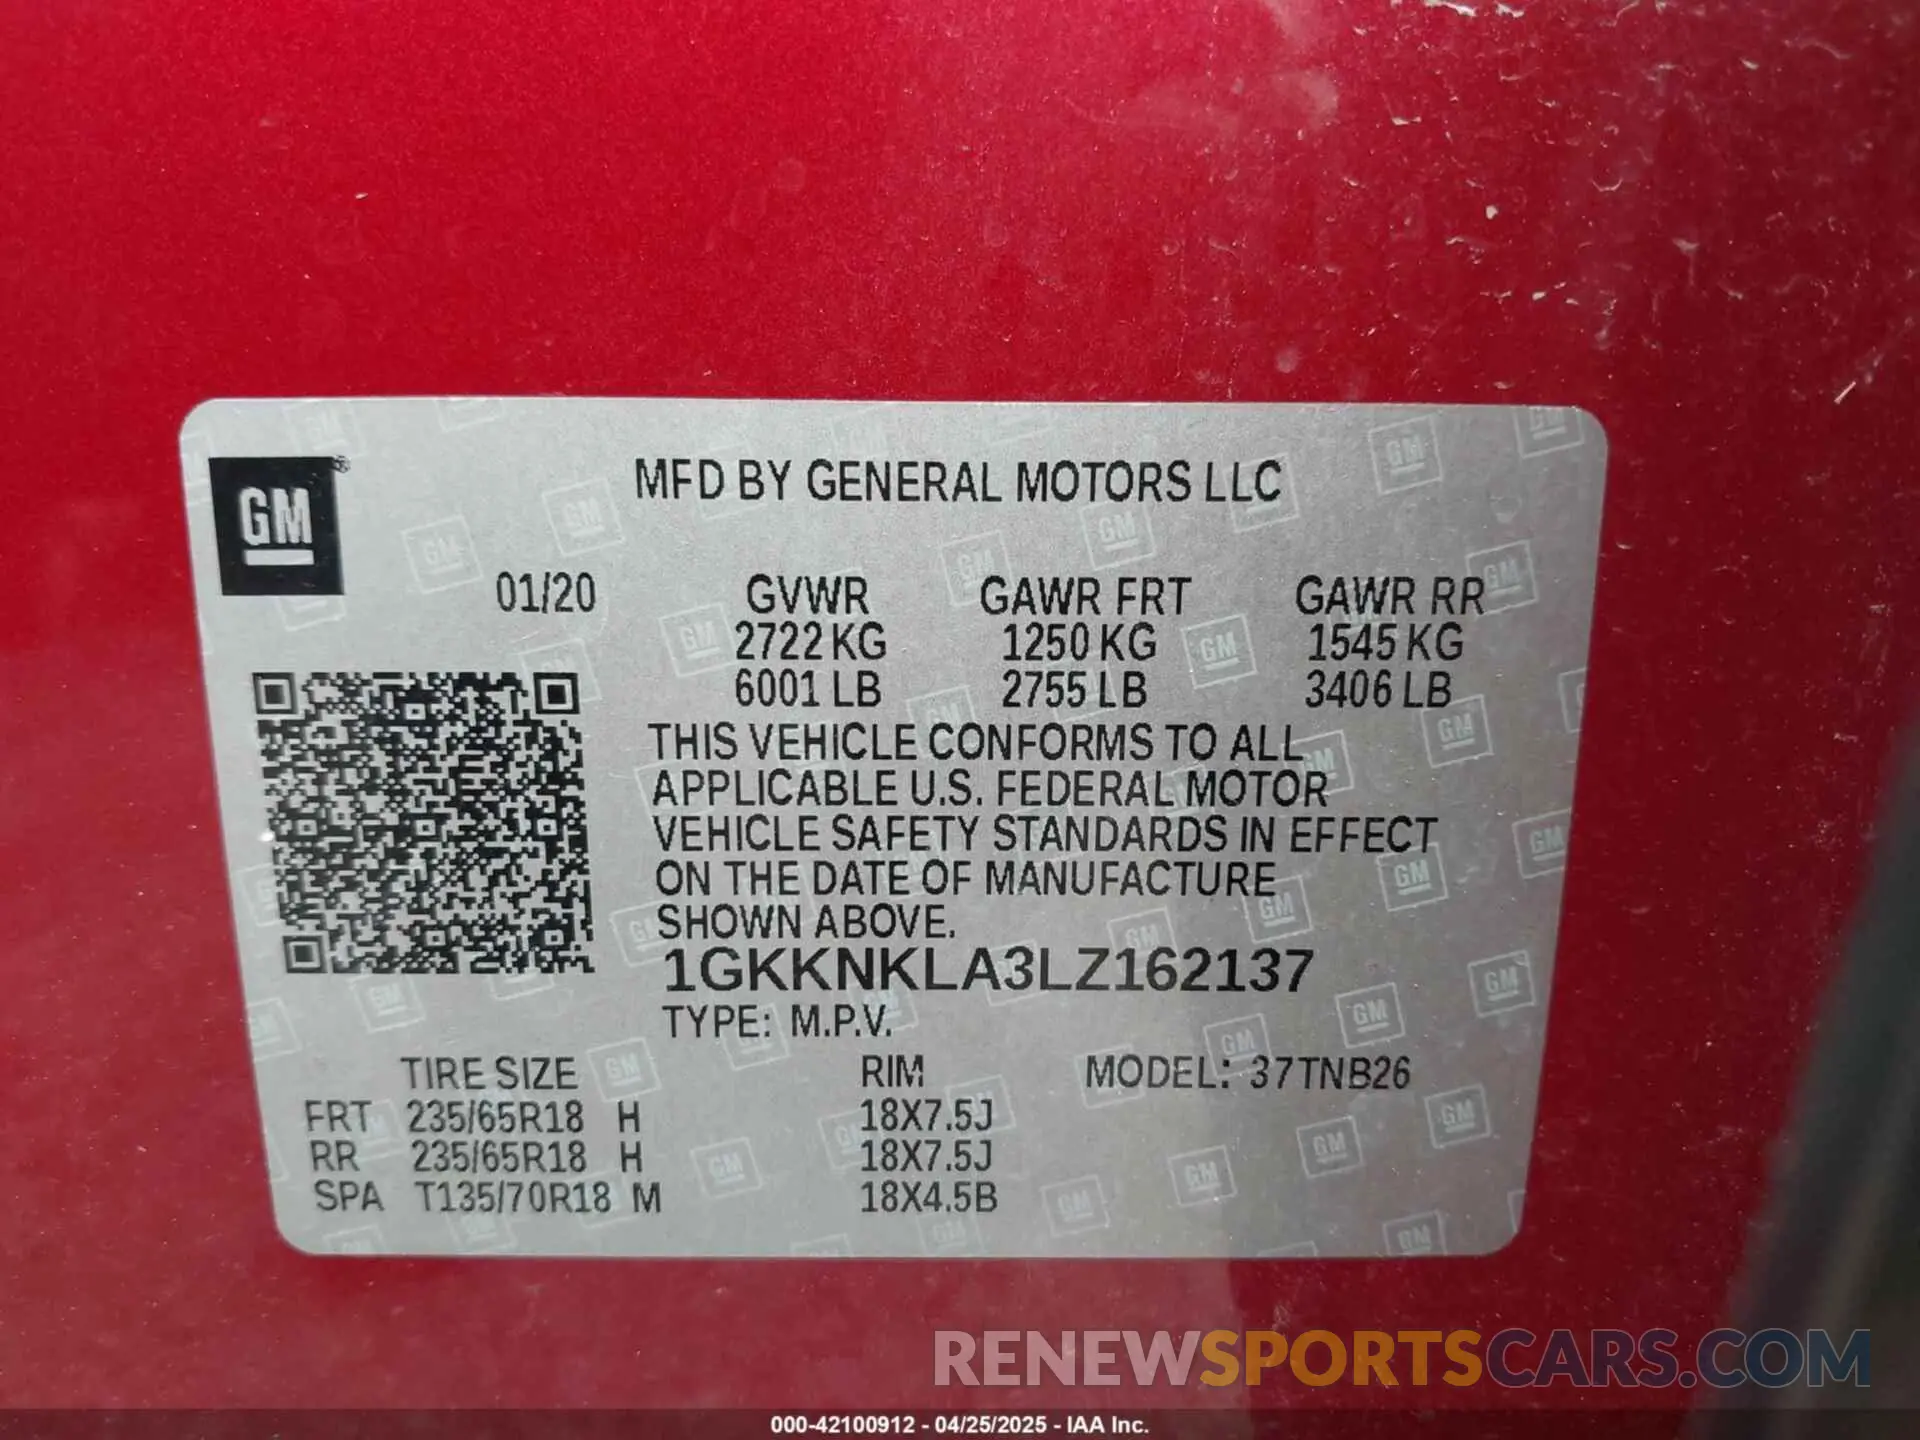 GM®
MFD BY GENERAL MOTORS LLC
01/20 GVWR GAWR FRT GAWR RR
2722 KG 1250 KG 1545 KG
6001 LB 2755 LB 3406 LB
THIS VEHICLE CONFORMS TO ALL
APPLICABLE U.S. FEDERAL MOTOR
VEHICLE SAFETY STANDARDS IN EFFECT
ON THE DATE OF MANUFACTURE
SHOWN ABOVE.
1GKKNKLA3LZ162137
TYPE: M.P.V.
TIRE SIZE RIM MODEL: 37TNB26
FRT 235/65R18 H 18X7.5J
RR 235/65R18 H 18X7.5J
SPA T135/70R18 M 18X4.5B
RENEWSPORTSCARS.COM
000-42100912 - 04/25/2025 - IAA Inc.